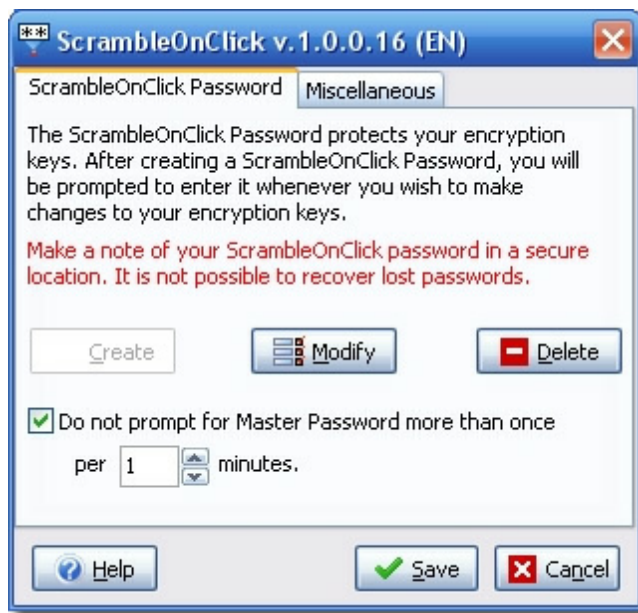 ScrambleOnClick v.1.0.0.16 (EN)
ScrambleOnClick Password Miscellaneous
The ScrambleOnClick Password protects your encryption
keys. After creating a ScrambleOnClick Password, you will
be prompted to enter it whenever you wish to make
changes to your encryption keys.
Make a note of your ScrambleOnClick password in a secure
location. It is not possible to recover lost passwords.
Create Modify Delete
Do not prompt for Master Password more than once
per 1 minutes.
Help Save Cancel